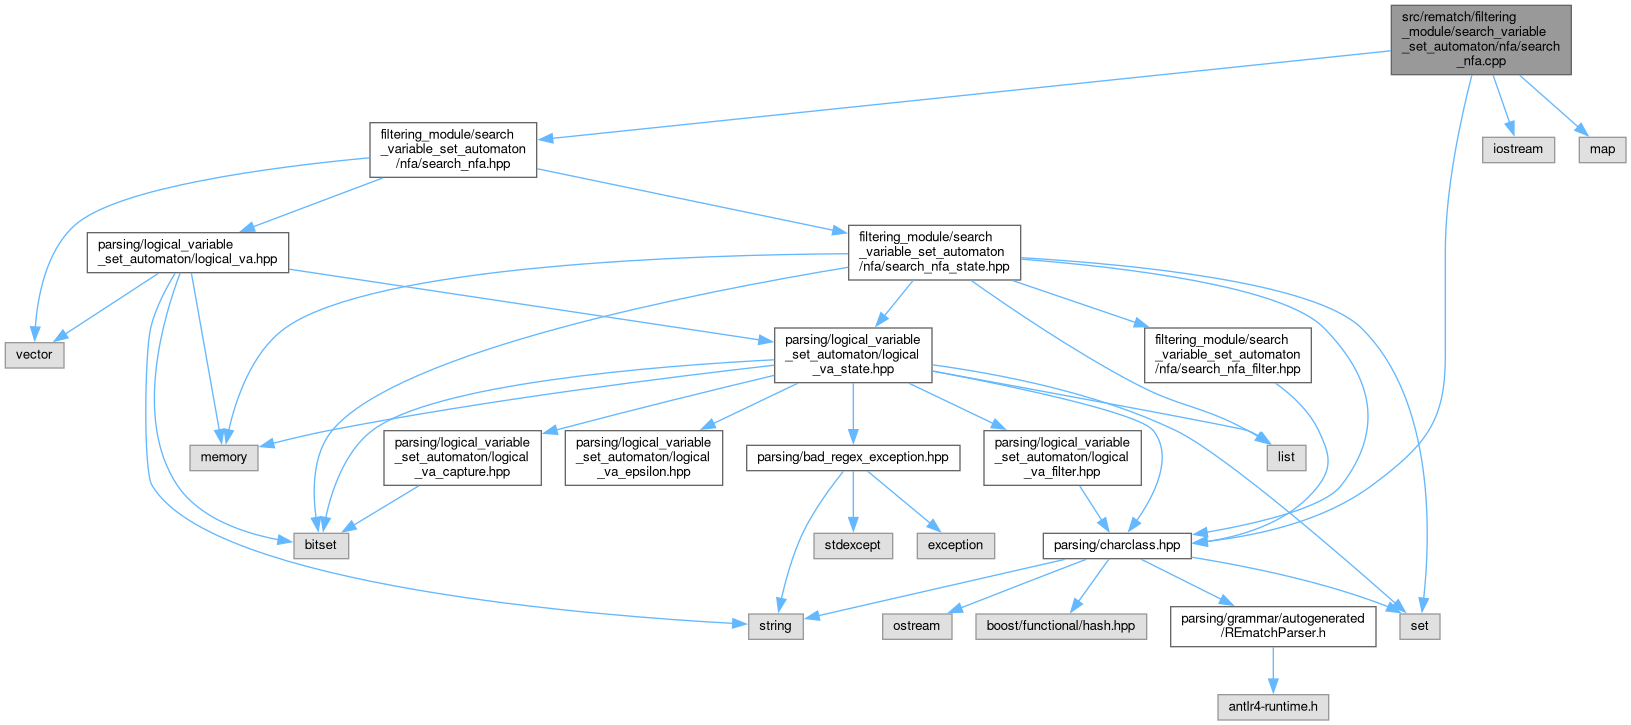 src/rematch/filtering
_module/search_variable
_set_automaton/nfa/search
_nfa.cpp
filtering_module/search
_variable_set_automaton
/nfa/search_nfa.hpp
iostream
map
parsing/logical_variable
_set_automaton/logical_va.hpp
filtering_module/search
_variable_set_automaton
/nfa/search_nfa_state.hpp
vector
parsing/logical_variable
_set_automaton/logical
_va_state.hpp
filtering_module/search
_variable_set_automaton
/nfa/search_nfa_filter.hpp
memory
parsing/logical_variable
_set_automaton/logical
_va_capture.hpp
parsing/logical_variable
_set_automaton/logical
_va_epsilon.hpp
parsing/bad_regex_exception.hpp
parsing/logical_variable
_set_automaton/logical
_va_filter.hpp
list
bitset
stdexcept
exception
parsing/charclass.hpp
string
ostream
boost/functional/hash.hpp
parsing/grammar/autogenerated
/REmatchParser.h
set
antlr4-runtime.h